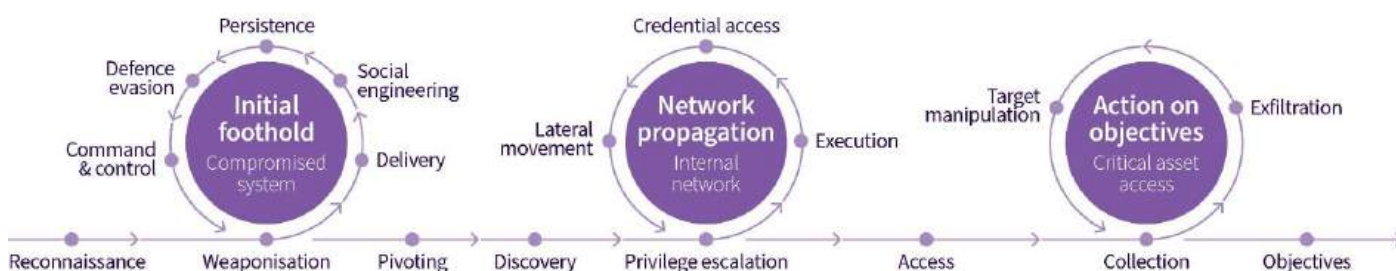 Persistence
Defence
evasion
Social
engineering
Initial
foothold
Compromised
system
Command
& control
Delivery
Credential access
Network
propagation
Internal
network
Lateral
movement
Execution
Target
manipulation
Action on
objectives
Critical asset
access
Exfiltration
Reconnaissance
Weaponisation
Pivoting
Discovery
Privilege escalation
Access
Collection
Objectives